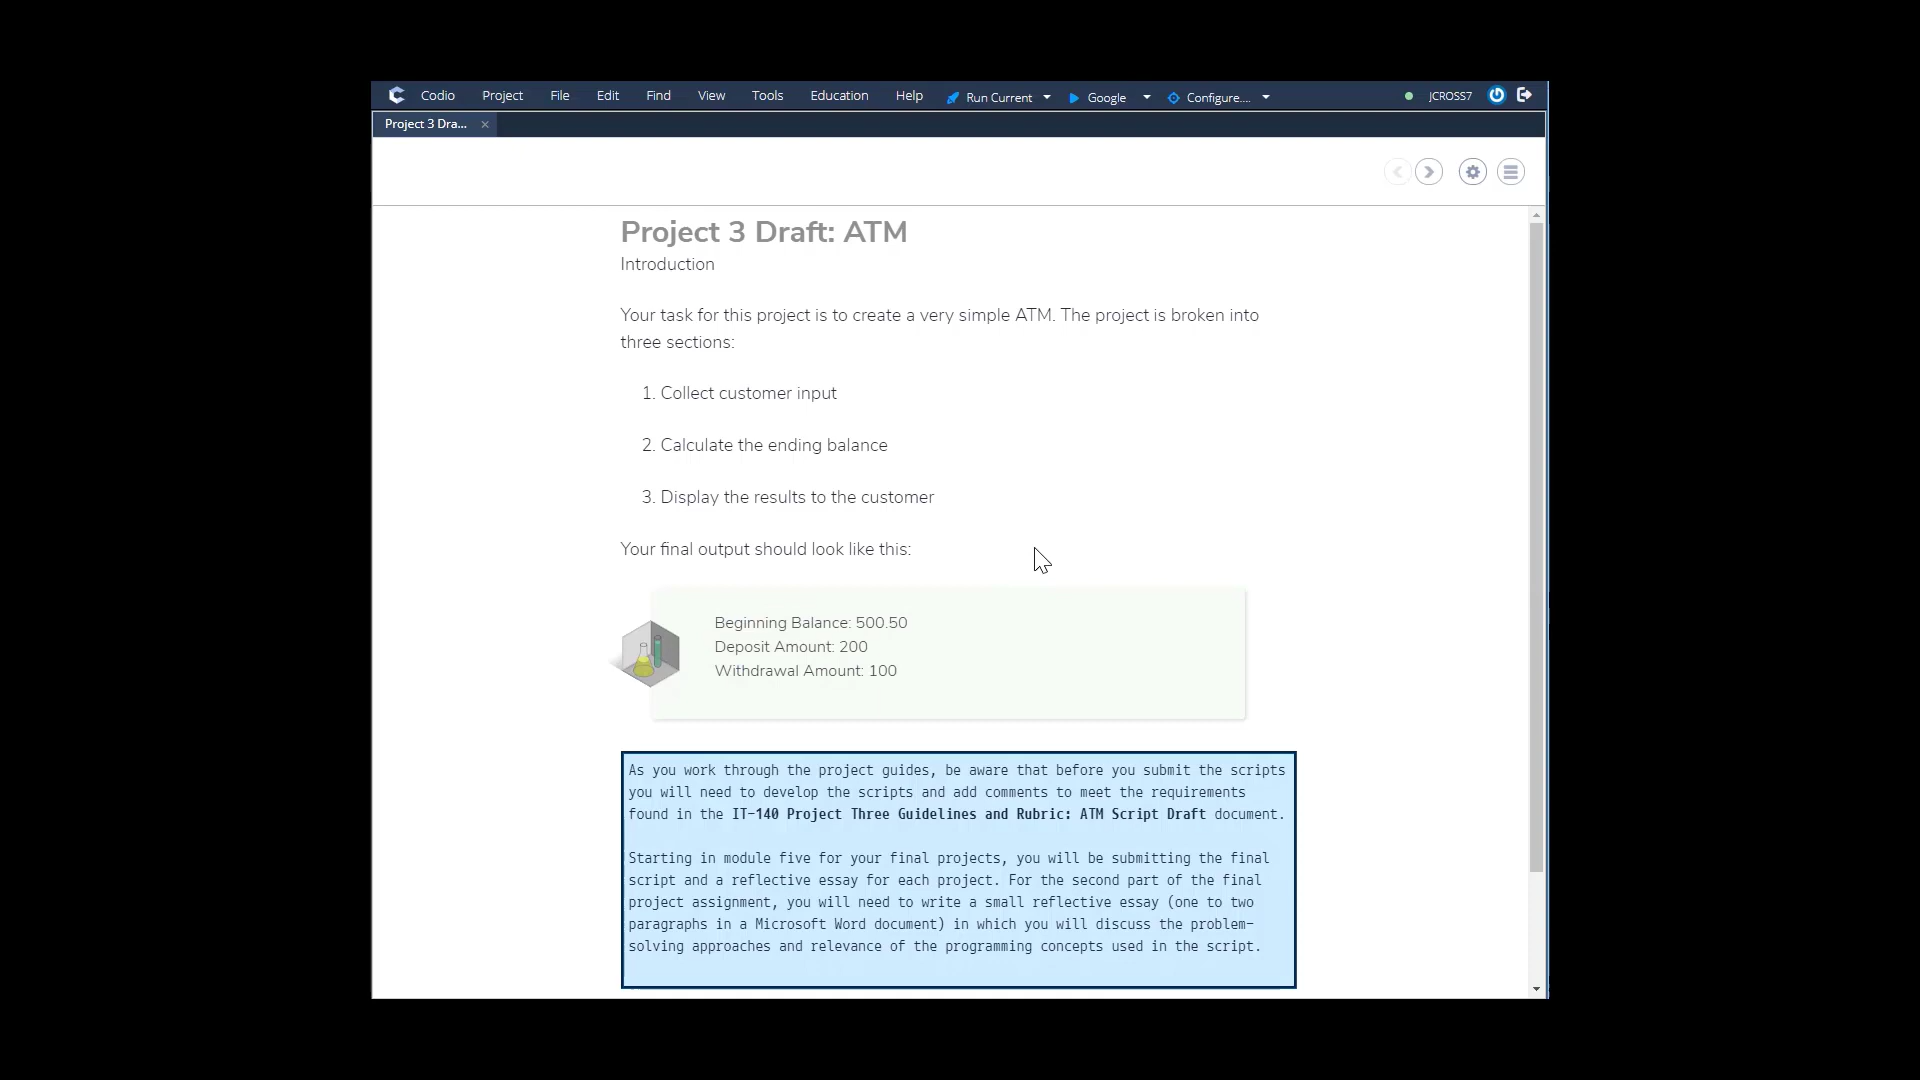 Codio Project File Edit Find View Tools Education Help Run Current Google Configure.... JCROSS7
Project 3 Dra...
Project 3 Draft: ATM
Introduction
Your task for this project is to create a very simple ATM. The project is broken into
three sections:
1. Collect customer input
2. Calculate the ending balance
3. Display the results to the customer
Your final output should look like this:
Beginning Balance: 500.50
Deposit Amount: 200
Withdrawal Amount: 100
As you work through the project guides, be aware that before you submit the scripts
you will need to develop the scripts and add comments to meet the requirements
found in the IT-140 Project Three Guidelines and Rubric: ATM Script Draft document.
Starting in module five for your final projects, you will be submitting the final
script and a reflective essay for each project. For the second part of the final
project assignment, you will need to write a small reflective essay (one to two
paragraphs in a Microsoft Word document) in which you will discuss the problem-
solving approaches and relevance of the programming concepts used in the script.